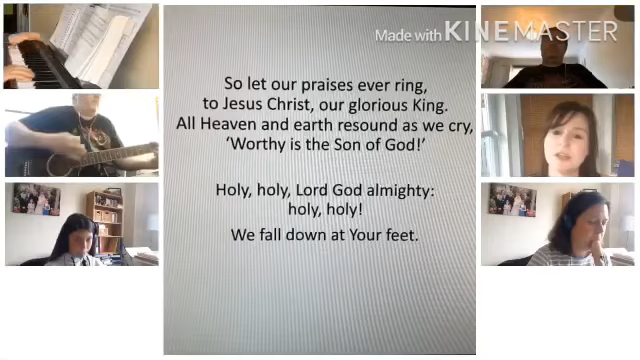 Made with KINEMASTER
So let our praises ever ring,
to Jesus Christ, our glorious King.
All Heaven and earth resound as we cry,
‘Worthy is the Son of God!’
Holy, holy, Lord God almighty:
holy, holy!
We fall down at Your feet.